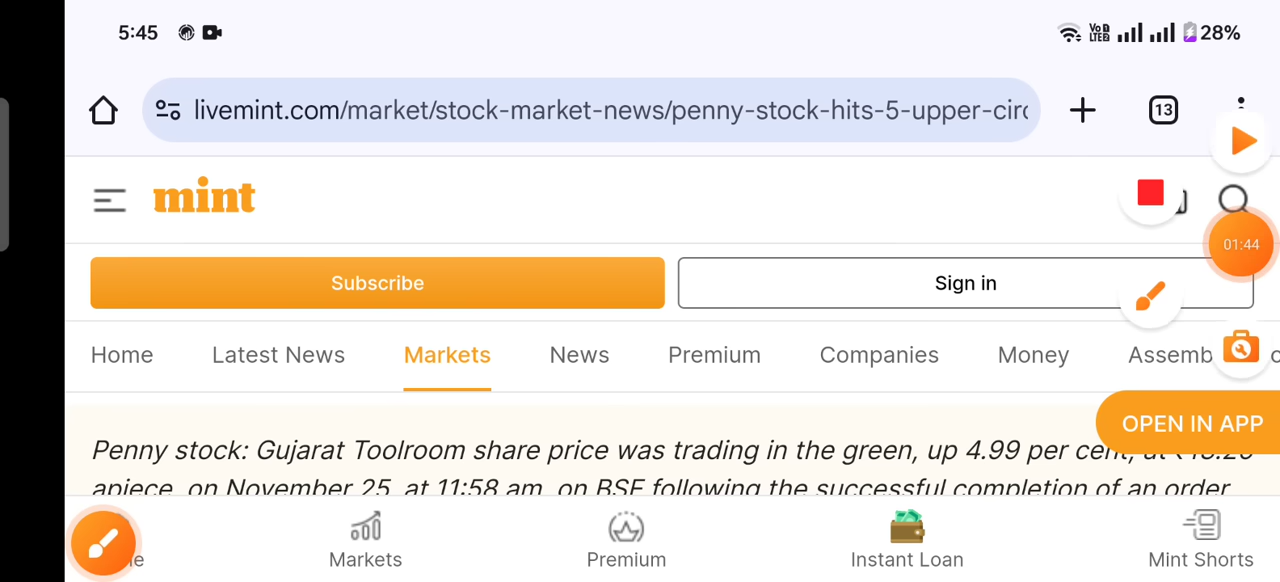 5:45
VoD LTE2
28%
livemint.com/market/stock-market-news/penny-stock-hits-5-upper-circ
13
mint
01:44
Subscribe
Sign in
Home Latest News Markets News Premium Companies Money Assemb
OPEN IN APP
Penny stock: Gujarat Toolroom share price was trading in the green, up 4.99 per cent, at
apiece, on November 25, at 11:58 am, on BSE following the successful completion of an order
Markets Premium Instant Loan Mint Shorts